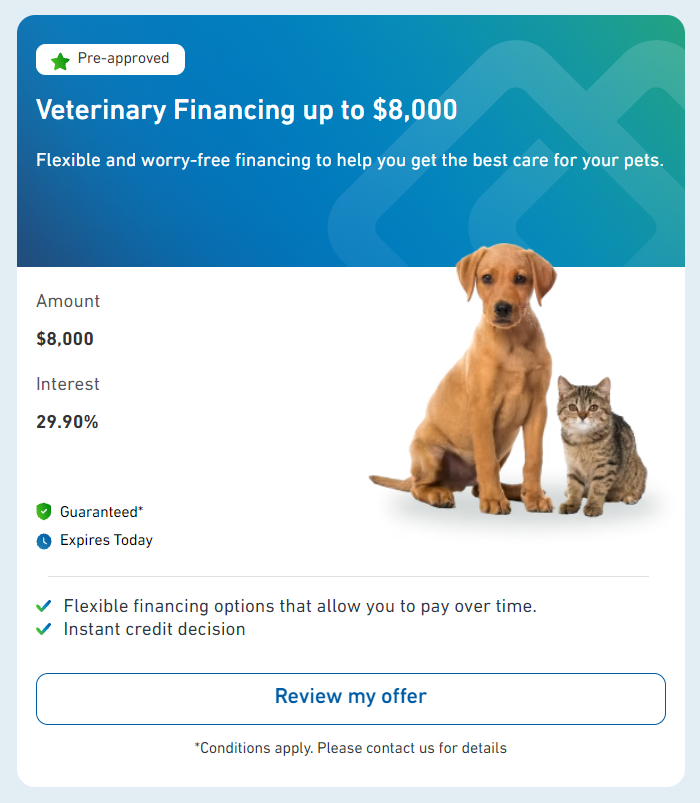 Pre-approved
Veterinary Financing up to $8,000
Flexible and worry-free financing to help you get the best care for your pets.
Amount
$8,000
Interest
29.90%
Guaranteed*
Expires Today
Flexible financing options that allow you to pay over time.
Instant credit decision
Review my offer
*Conditions apply. Please contact us for details